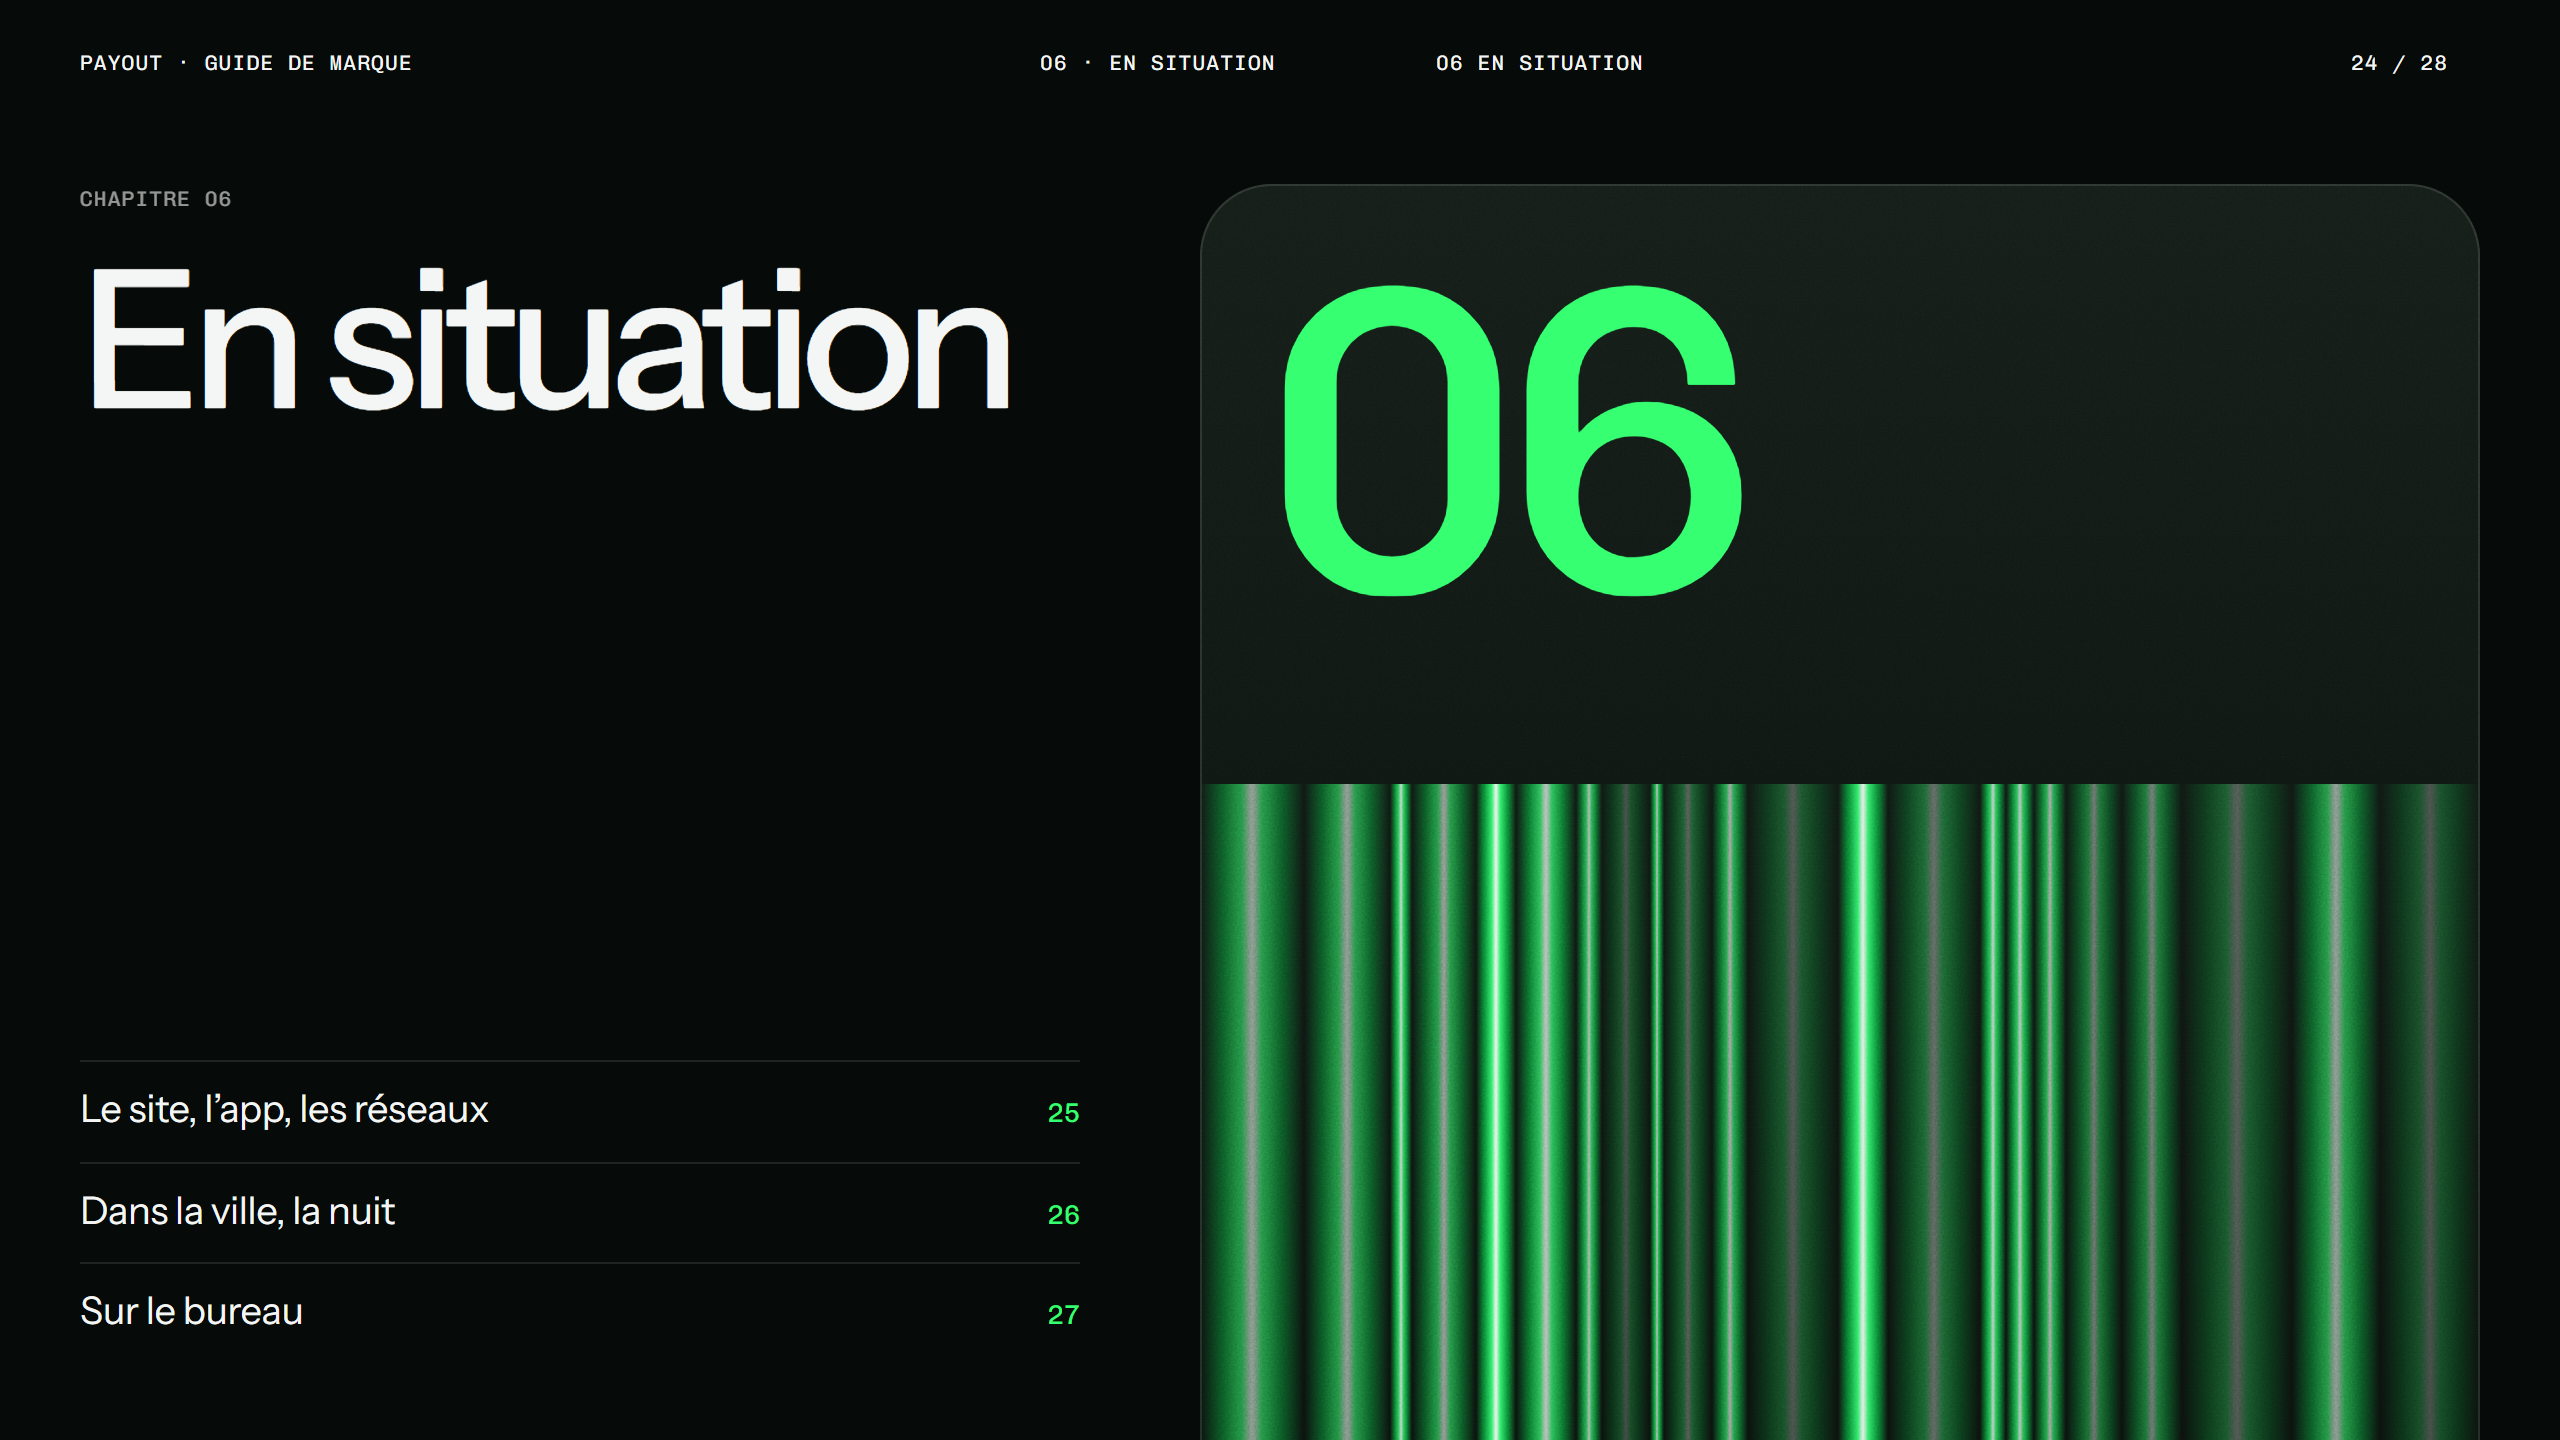 PAYOUT · GUIDE DE MARQUE
06 · EN SITUATION
06 EN SITUATION
24 / 28
CHAPITRE 06
En situation
06
Le site, l’app, les réseaux 25
Dans la ville, la nuit 26
Sur le bureau 27